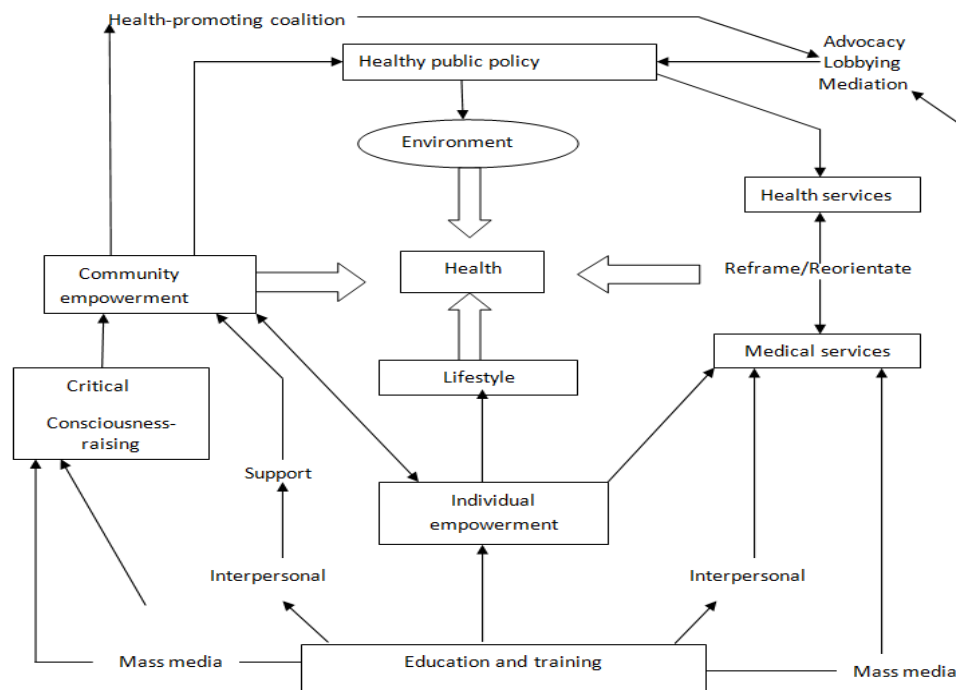 Health-promoting coalition
Advocacy
Lobbying
Mediation
Healthy public policy
Environment
Health services
Community
empowerment
Health
Reframe/Reorientate
Medical services
Lifestyle
Critical
Consciousness-
raising
Support
Individual
empowerment
Interpersonal
Interpersonal
Mass media
Education and training
Mass media